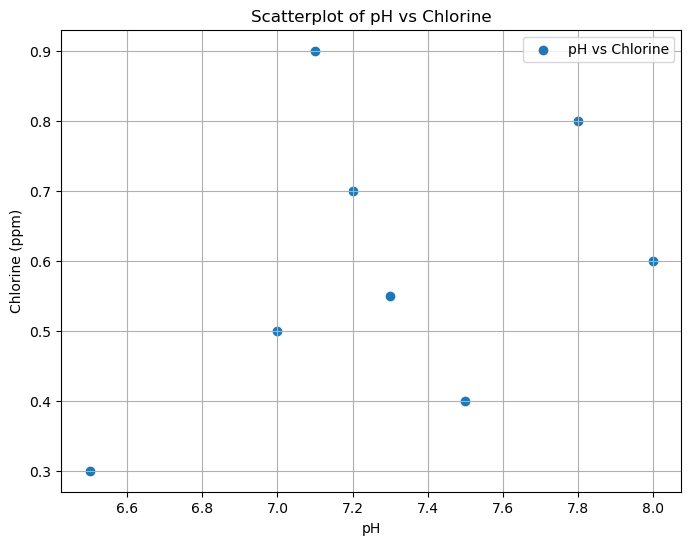 Scatterplot of pH vs Chlorine
pH vs Chlorine
Chlorine (ppm)
0.9
0.8
0.7
0.6
0.5
0.4
0.3
6.6 6.8 7.0 7.2 7.4 7.6 7.8 8.0
pH